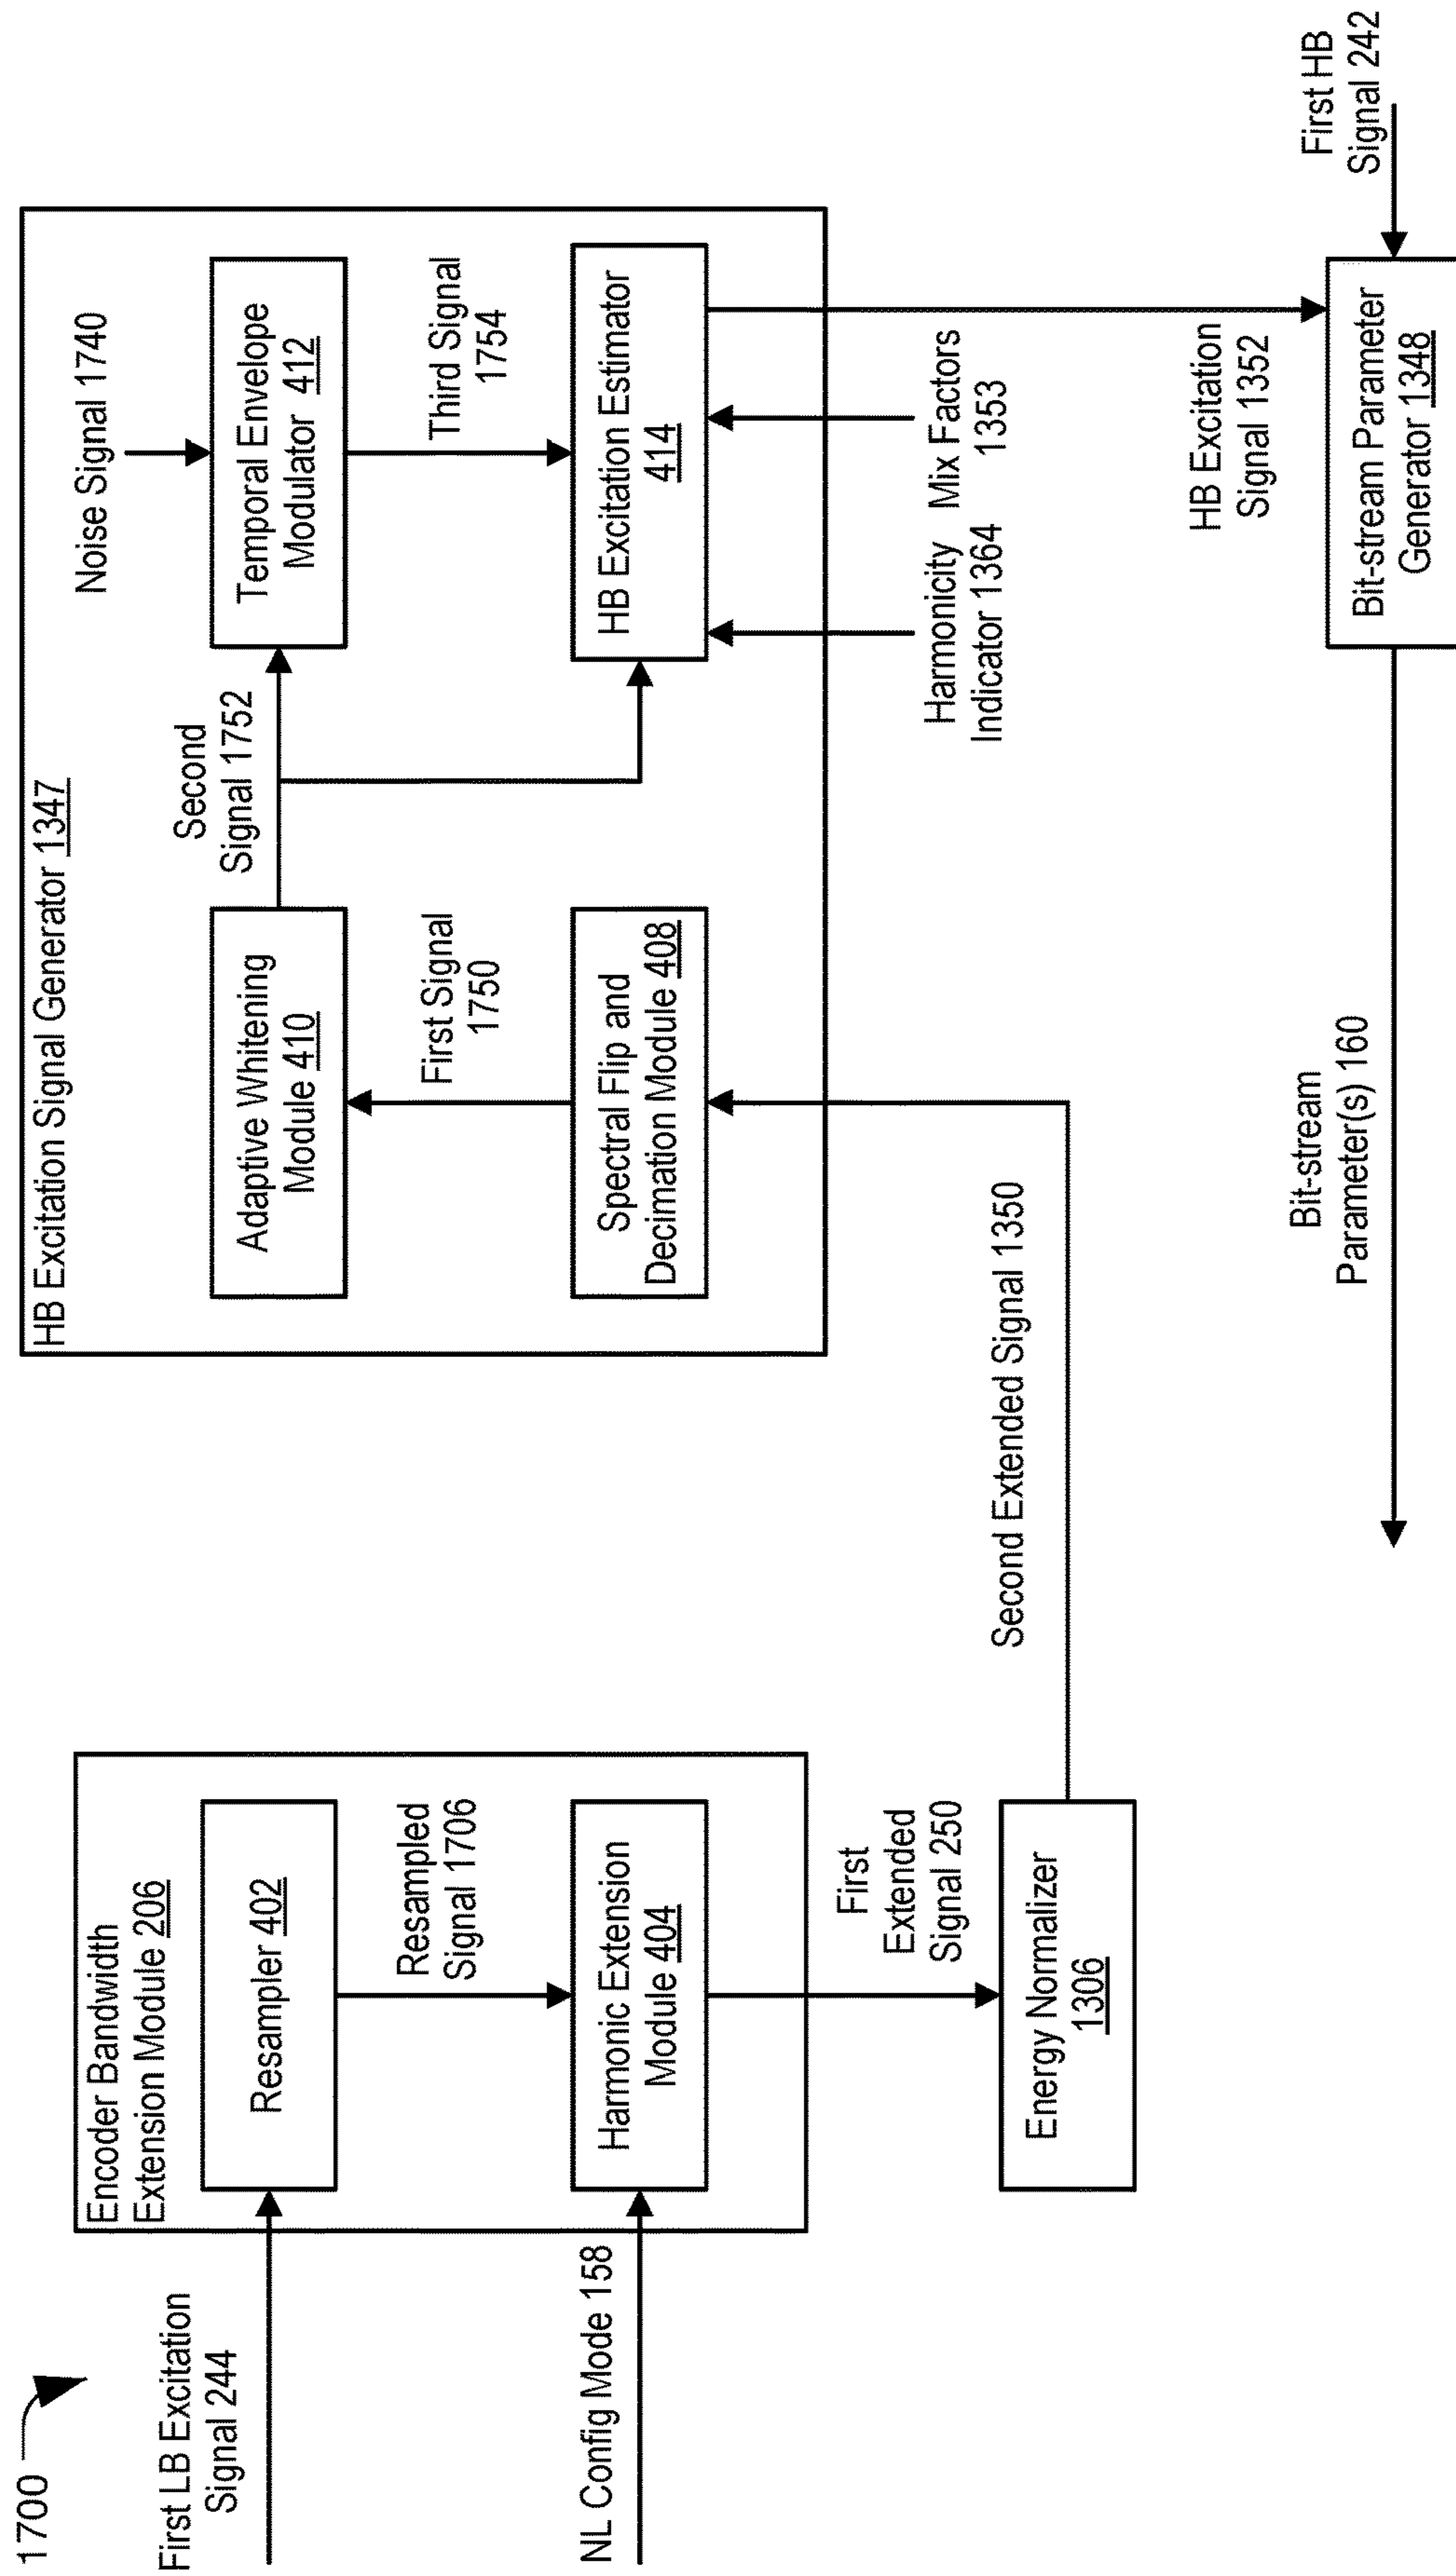 1700
First LB Excitation
Signal 244
NL Config Mode 158
Encoder Bandwidth
Extension Module 206
Resampler 402
Resampled
Signal 1706
Harmonic Extension
Module 404
First
Extended
Signal 250
Energy Normalizer
1306
Second Extended Signal 1350
HB Excitation Signal Generator 1347
Adaptive Whitening
Module 410
First Signal
1750
Spectral Flip and
Decimation Module 408
Second
Signal 1752
Noise Signal 1740
Temporal Envelope
Modulator 412
Third Signal
1754
HB Excitation Estimator
414
Harmonicity
Indicator 1364
Mix Factors
1353
HB Excitation
Signal 1352
First HB
Signal 242
Bit-stream Parameter
Generator 1348
Bit-stream
Parameter(s) 160